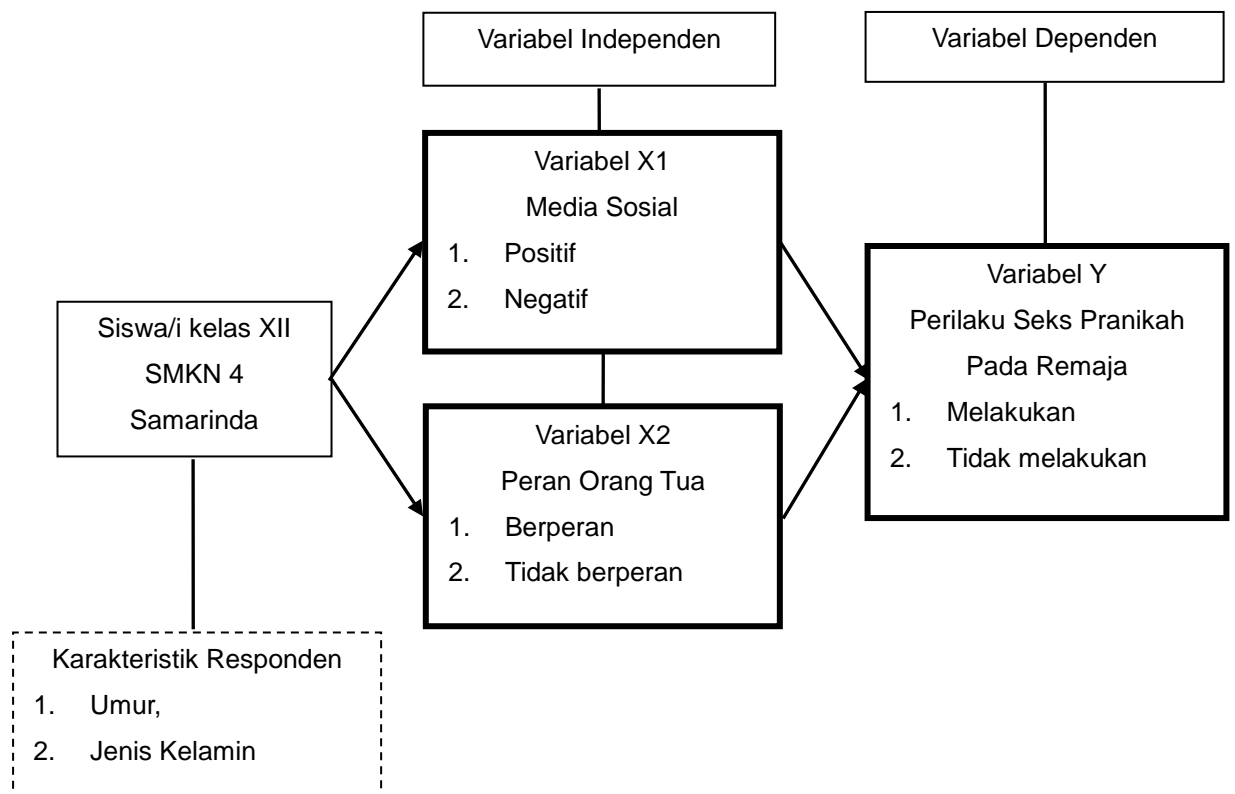 Variabel Independen
Variabel Dependen
Variabel X1
Media Sosial
1. Positif
2. Negatif
Variabel Y
Perilaku Seks Pranikah
Pada Remaja
1. Melakukan
2. Tidak melakukan
Siswa/i kelas XII
SMKN 4
Samarinda
Variabel X2
Peran Orang Tua
1. Berperan
2. Tidak berperan
Karakteristik Responden
1. Umur,
2. Jenis Kelamin